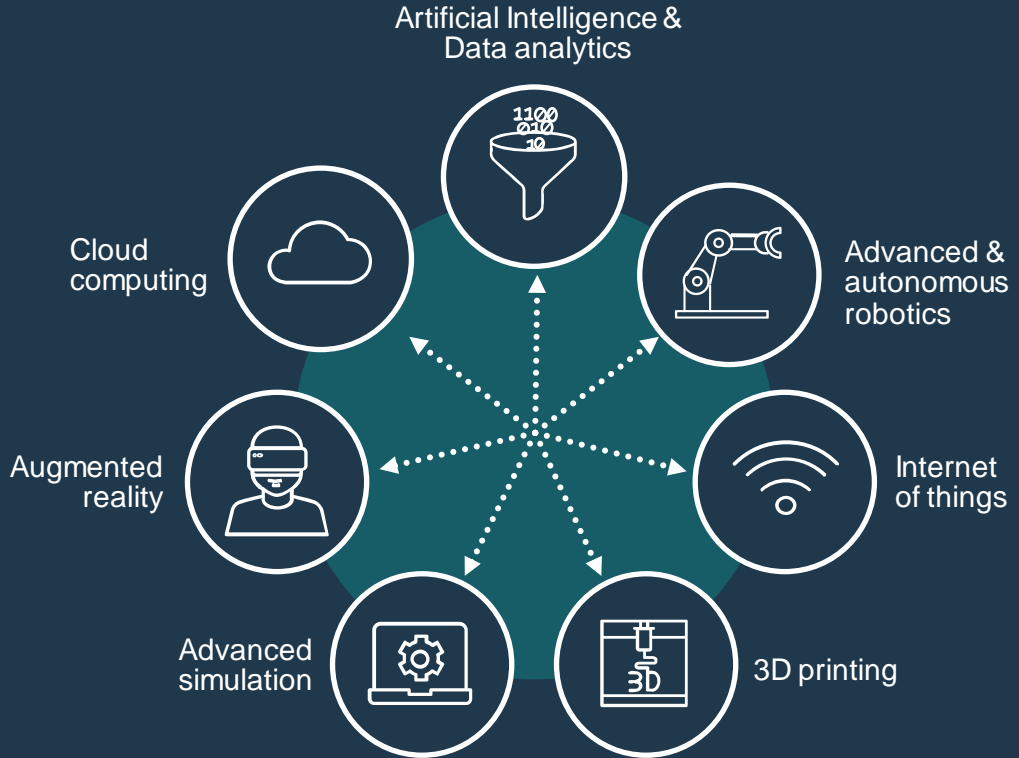 Artificial Intelligence &
Data analytics
1100
010
10
Cloud
computing
Advanced &
autonomous
robotics
Augmented
reality
Internet
of things
Advanced
simulation
3D
3D printing